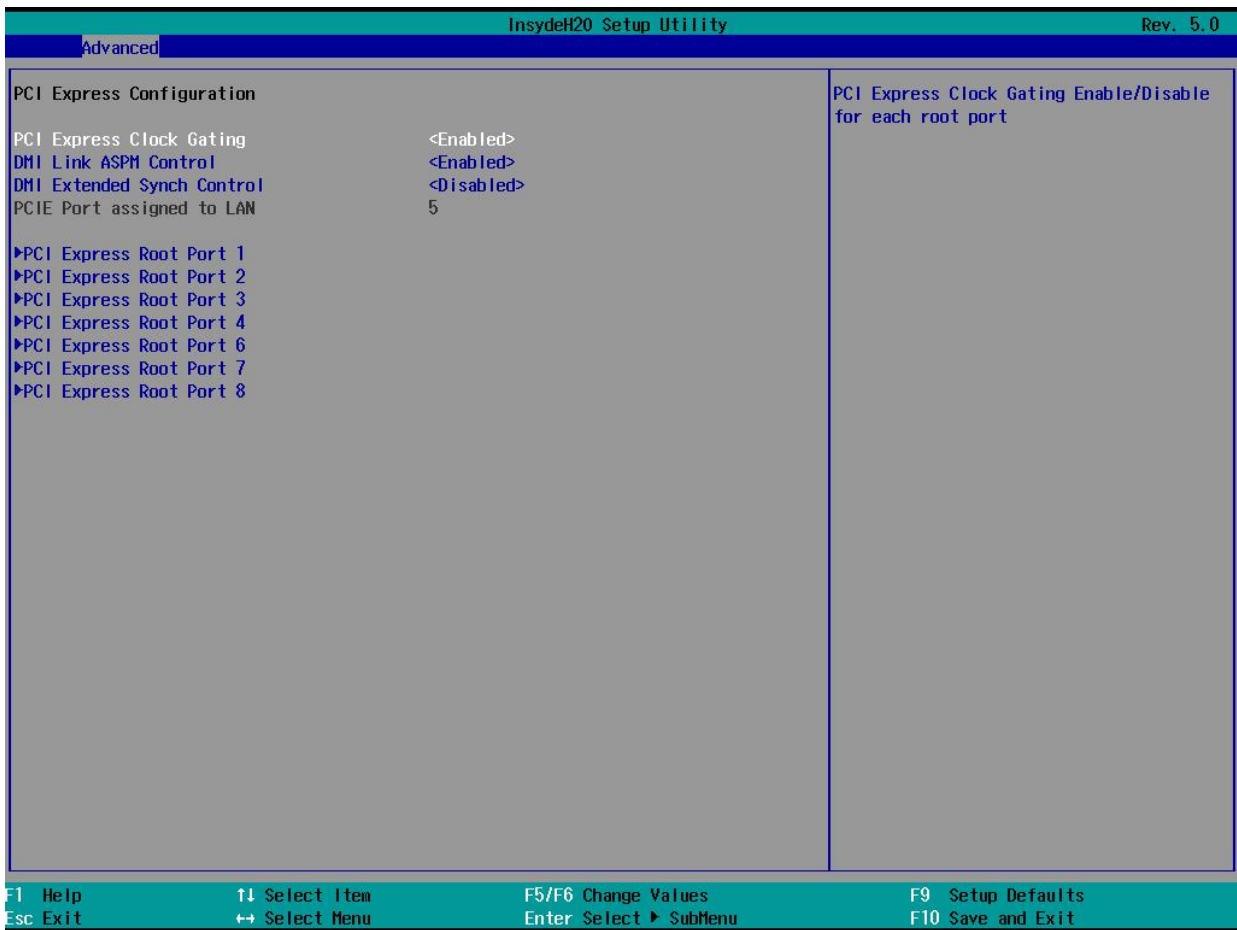 InsydeH20 Setup Utility Rev. 5.0
Advanced
PCI Express Configuration
PCI Express Clock Gating <Enabled>
DMI Link ASPM Control <Enabled>
DMI Extended Synch Control <Disabled>
PCIE Port assigned to LAN 5
▶PCI Express Root Port 1
▶PCI Express Root Port 2
▶PCI Express Root Port 3
▶PCI Express Root Port 4
▶PCI Express Root Port 6
▶PCI Express Root Port 7
▶PCI Express Root Port 8
PCI Express Clock Gating Enable/Disable
for each root port
F1 Help ↑↓ Select Item F5/F6 Change Values F9 Setup Defaults
Esc Exit ↔ Select Menu Enter Select ▶ SubMenu F10 Save and Exit